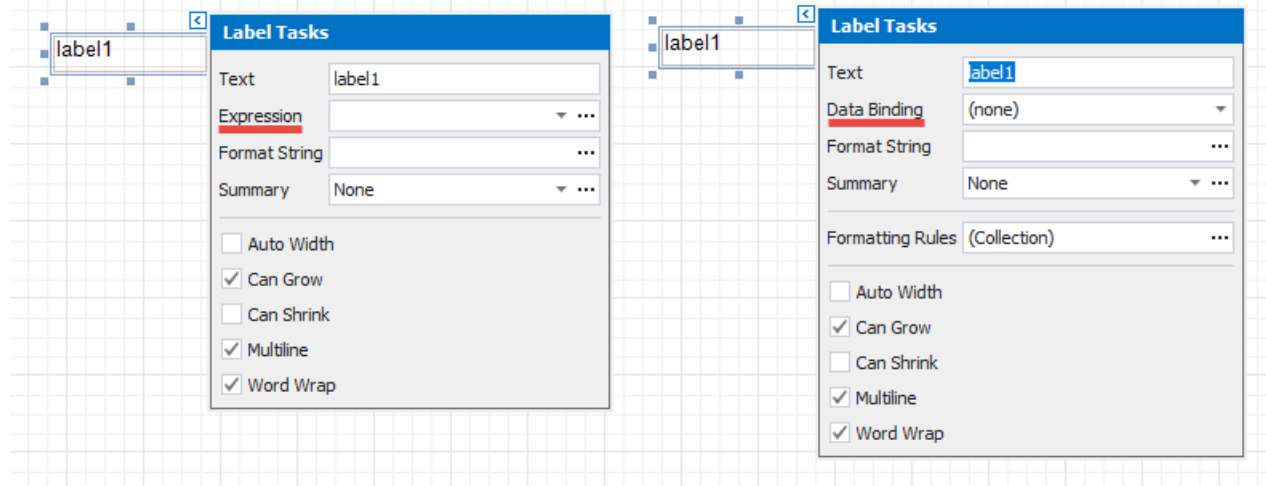 label1
Label Tasks
Text label1
Expression
Format String
Summary None
Auto Width
Can Grow
Can Shrink
Multiline
Word Wrap
label1
Label Tasks
Text label1
Data Binding (none)
Format String
Summary None
Formatting Rules (Collection)
Auto Width
Can Grow
Can Shrink
Multiline
Word Wrap